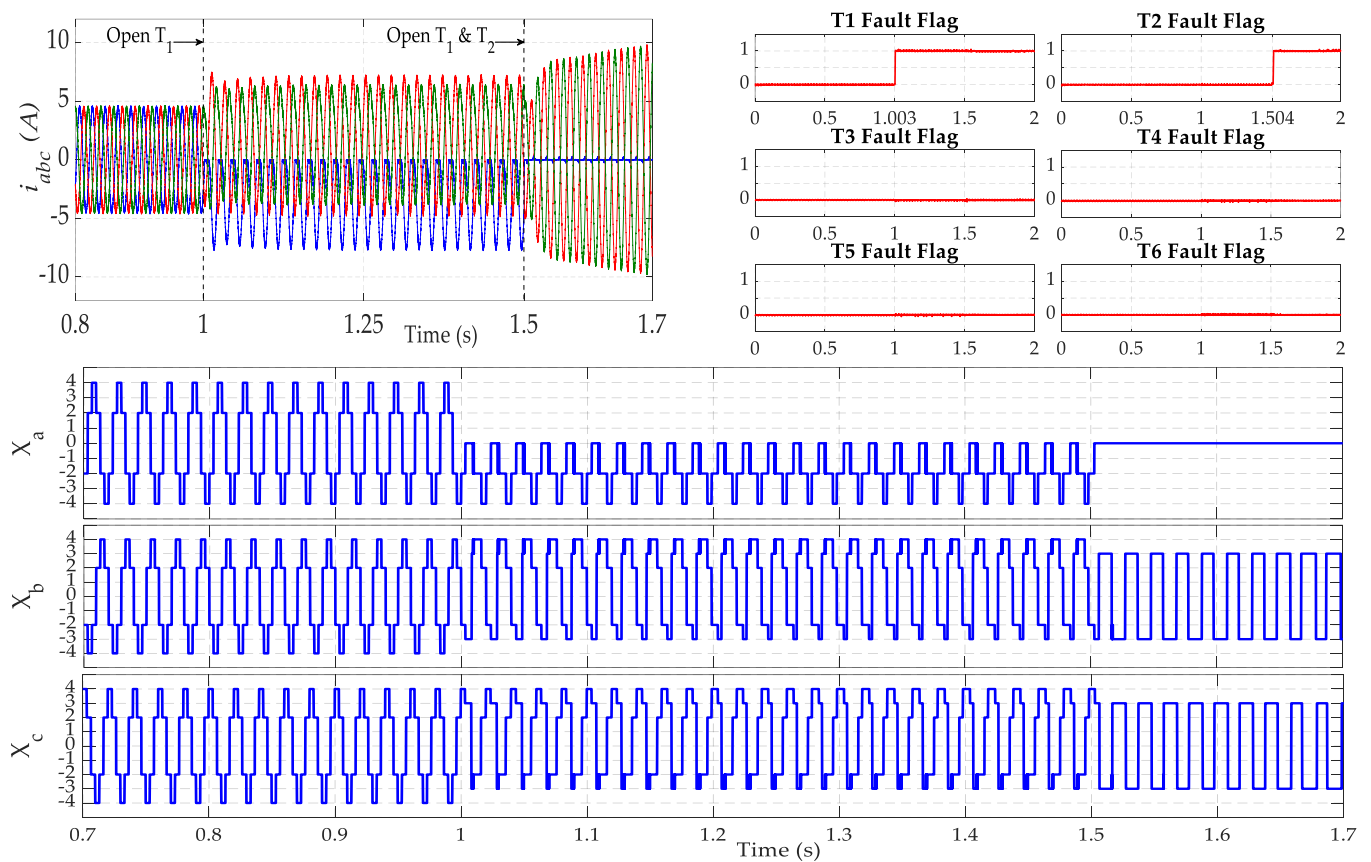 Open T1
Open T1 & T2
10
5
0
-5
-10
iabc (A)
0.8 1 1.25 1.5 1.7
Time (s)
T1 Fault Flag
1
0
0 0.5 1.003 1.5 2
T2 Fault Flag
1
0
0 0.5 1 1.504 2
T3 Fault Flag
1
0
0 0.5 1 1.5 2
T4 Fault Flag
1
0
0 0.5 1 1.5 2
T5 Fault Flag
1
0
0 0.5 1 1.5 2
T6 Fault Flag
1
0
0 0.5 1 1.5 2
Xa
4
3
2
1
0
-1
-2
-3
-4
Xb
4
3
2
1
0
-1
-2
-3
-4
Xc
4
3
2
1
0
-1
-2
-3
-4
0.7 0.8 0.9 1 1.1 1.2 1.3 1.4 1.5 1.6 1.7
Time (s)